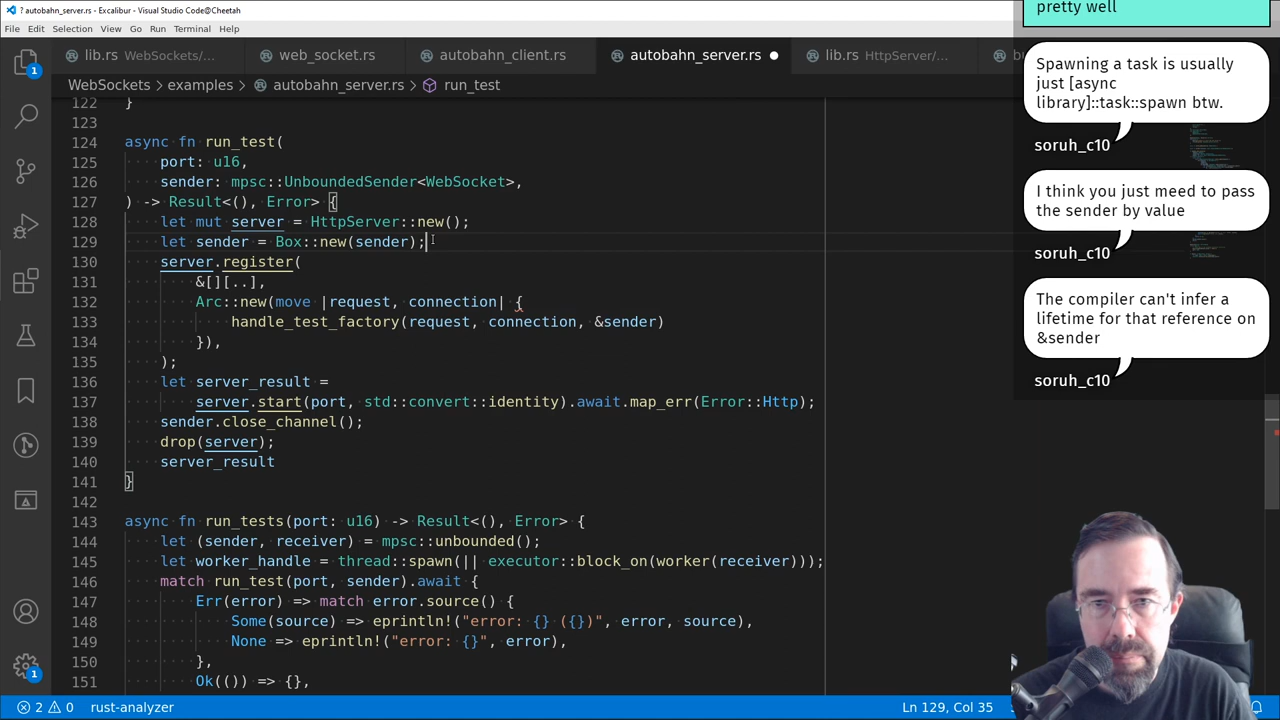 ? autobahn_server.rs - Excalibur - Visual Studio Code@Cheetah
File Edit Selection View Go Run Terminal Help
lib.rs WebSockets/... web_socket.rs autobahn_client.rs autobahn_server.rs ● lib.rs HttpServer/...
WebSockets > examples > autobahn_server.rs > run_test
122 }
123
124 async fn run_test(
125 port: u16,
126 sender: mpsc::UnboundedSender<WebSocket>,
127 ) -> Result<(), Error> {
128 let mut server = HttpServer::new();
129 let sender = Box::new(sender);
130 server.register(
131 &[][..],
132 Arc::new(move |request, connection| {
133 handle_test_factory(request, connection, &sender)
134 }),
135 );
136 let server_result =
137 server.start(port, std::convert::identity).await.map_err(Error::Http);
138 sender.close_channel();
139 drop(server);
140 server_result
141 }
142
143 async fn run_tests(port: u16) -> Result<(), Error> {
144 let (sender, receiver) = mpsc::unbounded();
145 let worker_handle = thread::spawn(|| executor::block_on(worker(receiver)));
146 match run_test(port, sender).await {
147 Err(error) => match error.source() {
148 Some(source) => eprintln!("error: {} ({})", error, source),
149 None => eprintln!("error: {}", error),
150 },
151 Ok(()) => {},
1
1
2 0 rust-analyzer Ln 129, Col 35
pretty well
Spawning a task is usually
just [async
library]::task::spawn btw.
soruh_c10
I think you just meed to pass
the sender by value
soruh_c10
The compiler can't infer a
lifetime for that reference on
&sender
soruh_c10